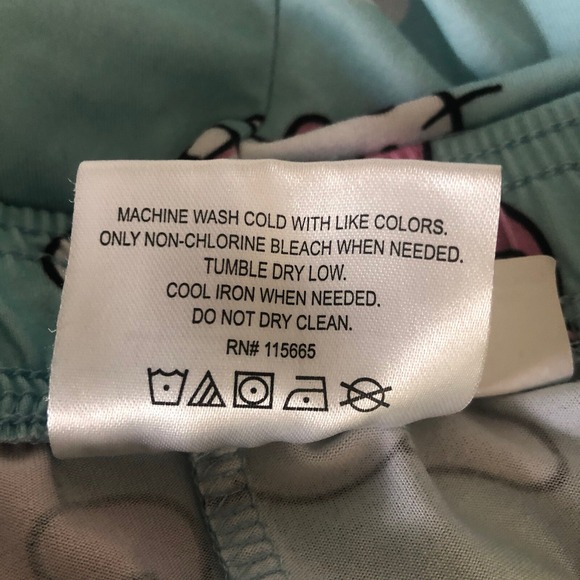 MACHINE WASH COLD WITH LIKE COLORS.
ONLY NON-CHLORINE BLEACH WHEN NEEDED.
TUMBLE DRY LOW.
COOL IRON WHEN NEEDED.
DO NOT DRY CLEAN.
RN# 115665